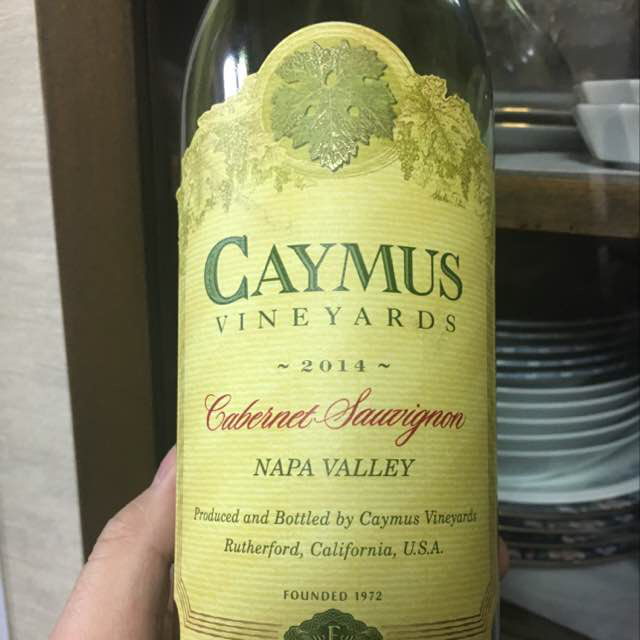 CAYMUS
VINEYARDS
~ 2014 ~
Cabernet Sauvignon
NAPA VALLEY
Produced and Bottled by Caymus Vineyards
Rutherford, California, U.S.A.
FOUNDED 1972
F